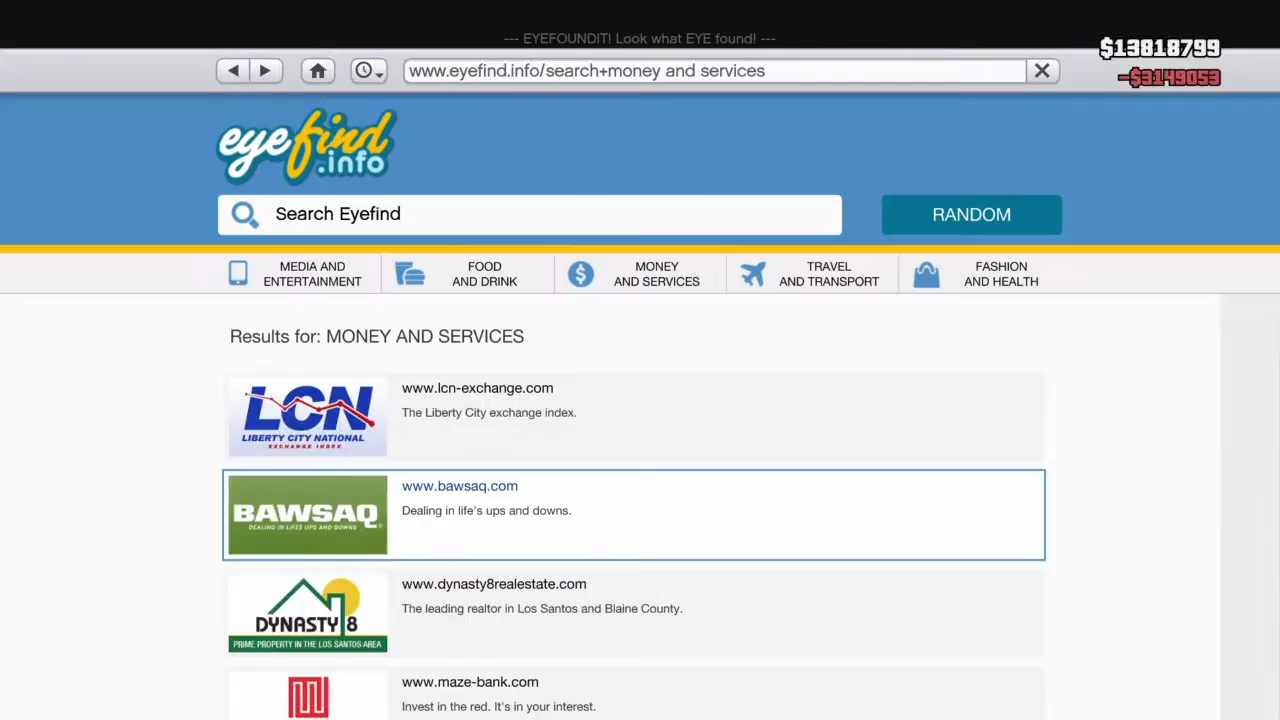 --- EYEFOUNDIT! Look what EYE found! ---
$13818799
-$3149053
www.eyefind.info/search+money and services
eyefind
.info
Search Eyefind
RANDOM
MEDIA AND
ENTERTAINMENT
FOOD
AND DRINK
MONEY
AND SERVICES
TRAVEL
AND TRANSPORT
FASHION
AND HEALTH
Results for: MONEY AND SERVICES
LCN
LIBERTY CITY NATIONAL
EXCHANGE INDEX
www.lcn-exchange.com
The Liberty City exchange index.
BAWSAQ
DEALING IN LIFE'S UPS AND DOWNS
www.bawsaq.com
Dealing in life's ups and downs.
DYNASTY 8
PRIME PROPERTY IN THE LOS SANTOS AREA
www.dynasty8realestate.com
The leading realtor in Los Santos and Blaine County.
www.maze-bank.com
Invest in the red. It's in your interest.